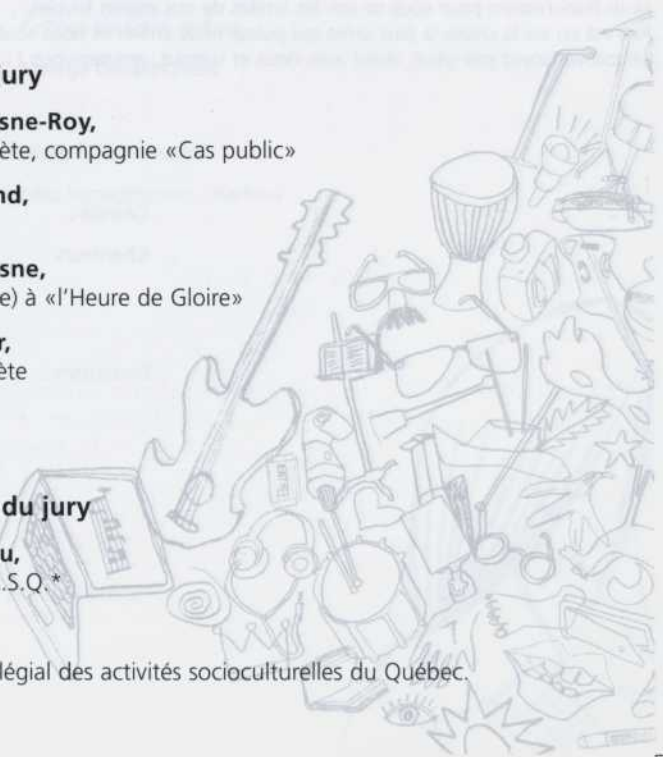 ury
sne-Roy,
ète, compagnie «Cas public»
nd,
sne,
e) à «l'Heure de Gloire»
r,
ète
du jury
u,
.S.Q.*
légial des activités socioculturelles du Québec.